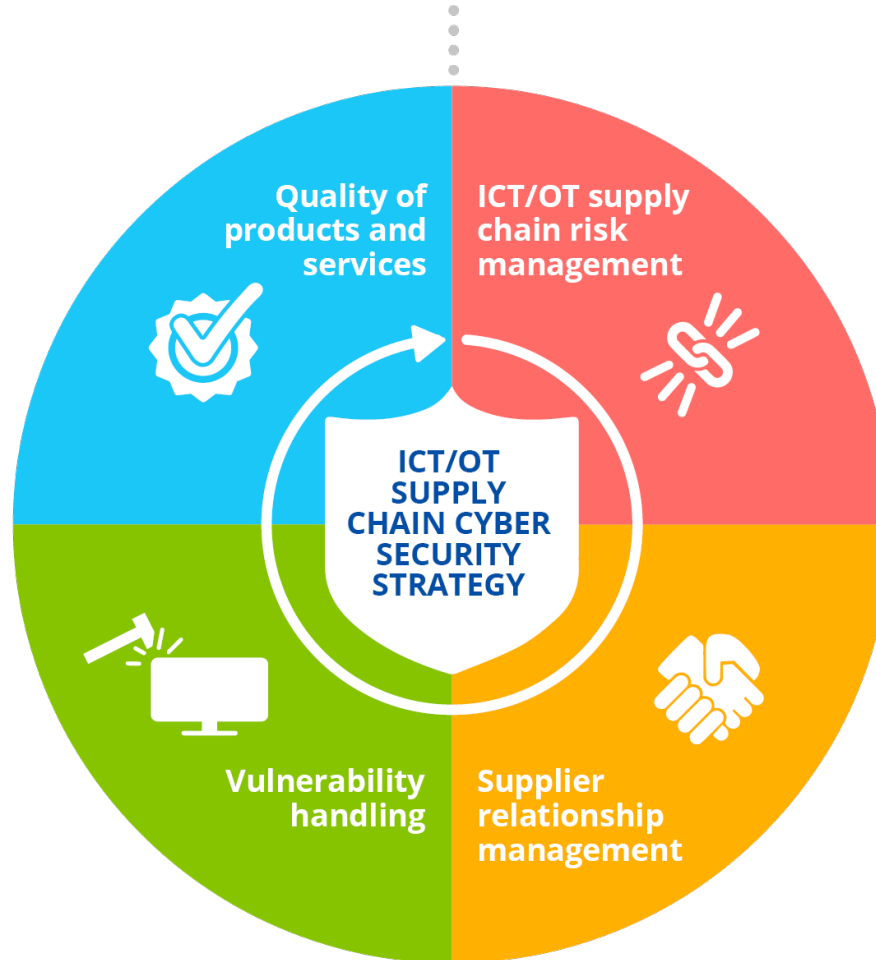 Quality of
products and
services
ICT/OT supply
chain risk
management
ICT/OT
SUPPLY
CHAIN CYBER
SECURITY
STRATEGY
Vulnerability
handling
Supplier
relationship
management